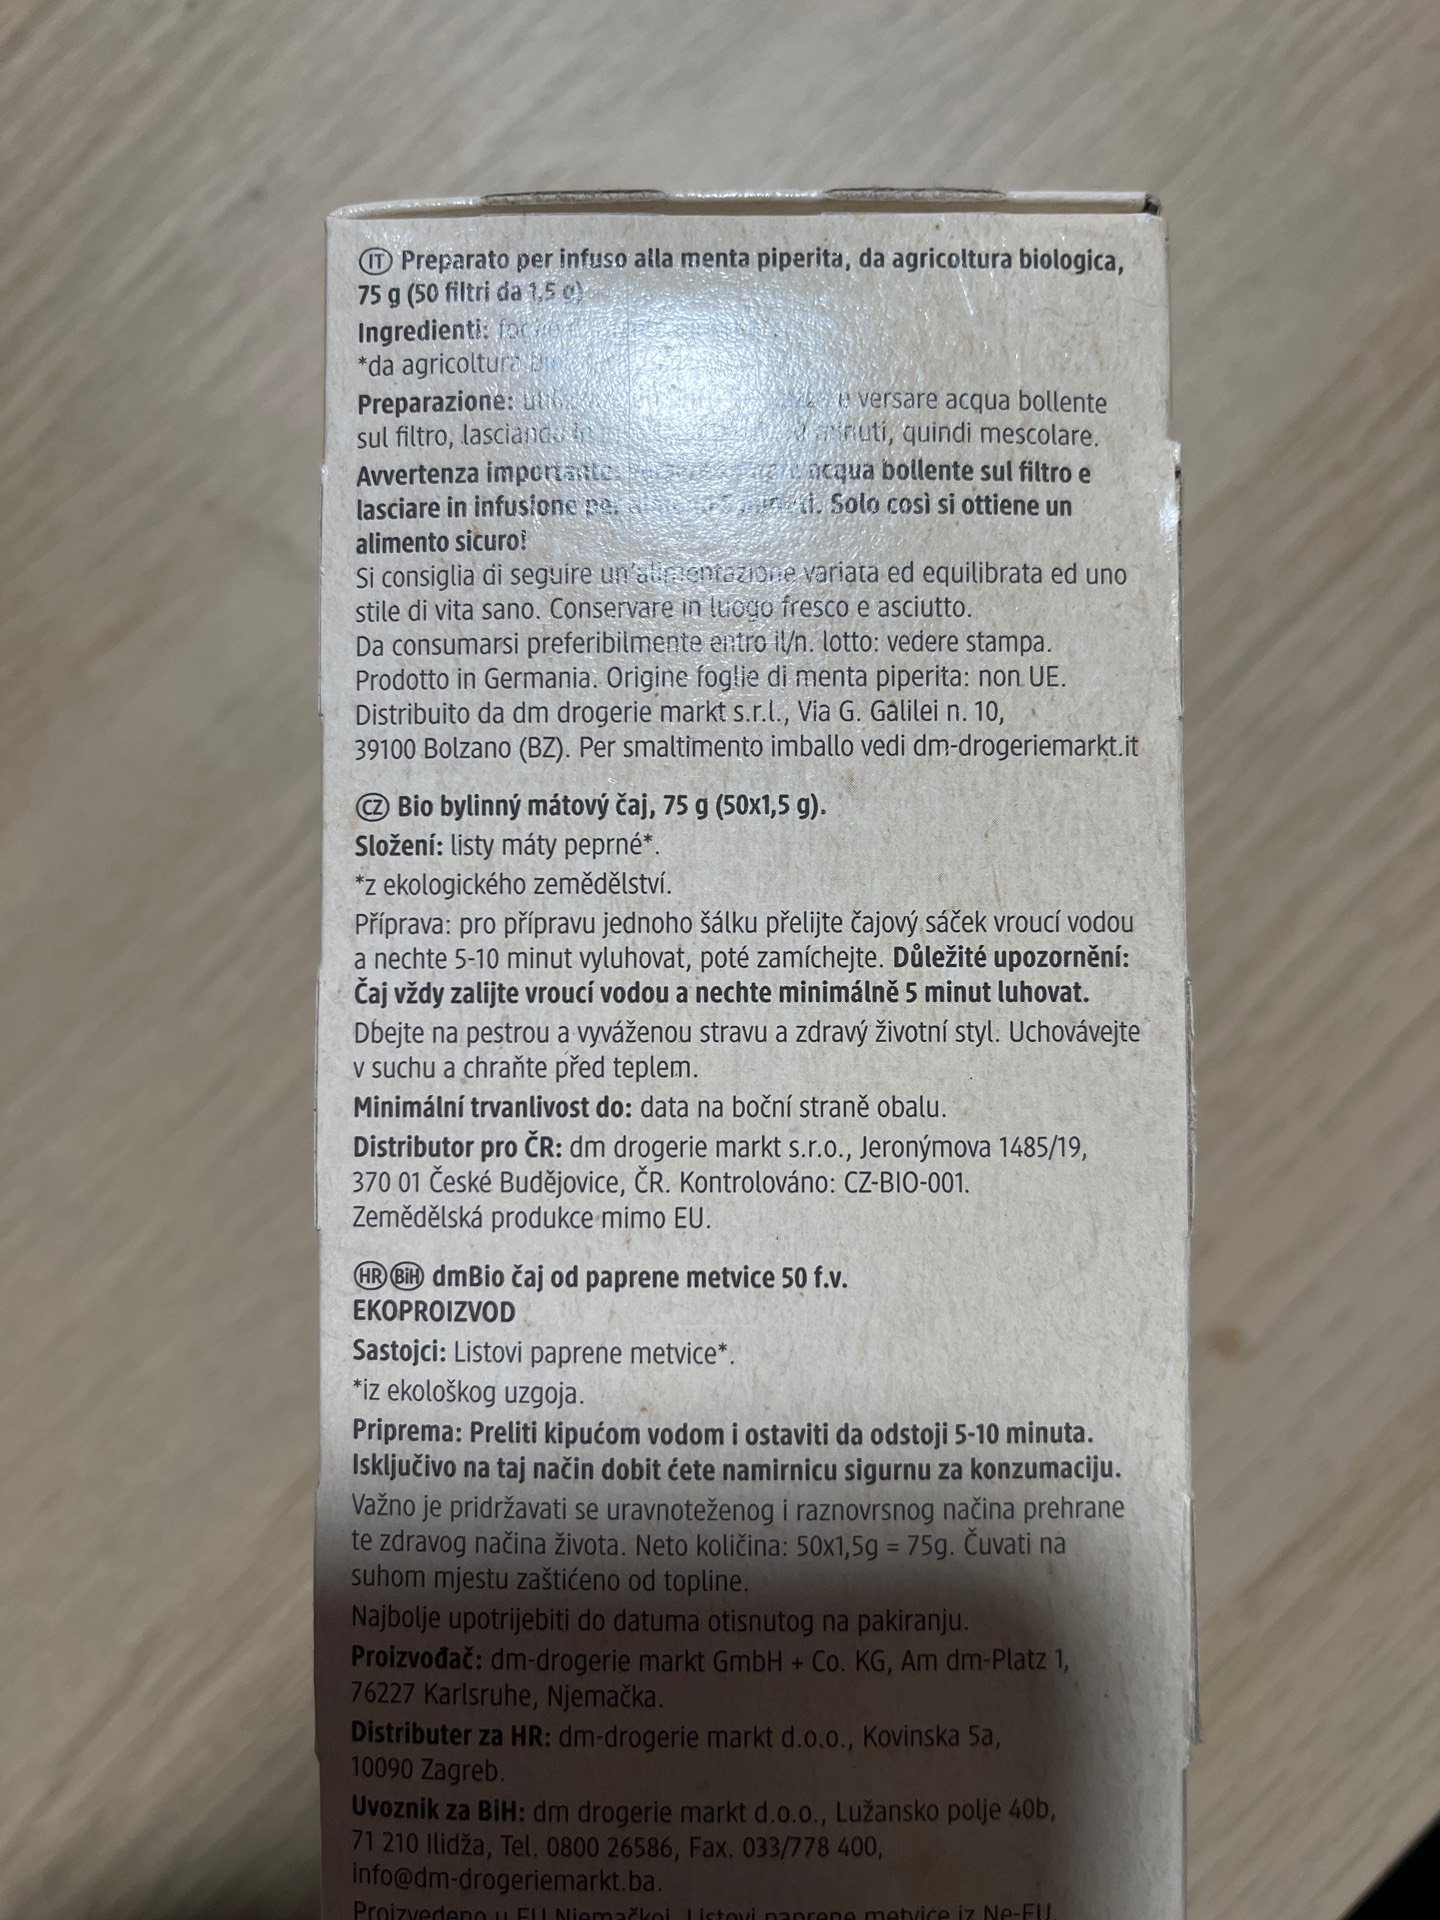 IT Preparato per infuso alla menta piperita, da agricoltura biologica,
75 g (50 filtri da 1,5 g)
Ingredienti:
*da agricoltura
Preparazione: versare acqua bollente
sul filtro, lasciando in minuti, quindi mescolare.
Avvertenza importante: acqua bollente sul filtro e
lasciare in infusione per 5 minuti. Solo così si ottiene un
alimento sicuro!
Si consiglia di seguire un'alimentazione variata ed equilibrata ed uno
stile di vita sano. Conservare in luogo fresco e asciutto.
Da consumarsi preferibilmente entro il/n. lotto: vedere stampa.
Prodotto in Germania. Origine foglie di menta piperita: non UE.
Distribuito da dm drogerie markt s.r.l., Via G. Galilei n. 10,
39100 Bolzano (BZ). Per smaltimento imballo vedi dm-drogeriemarkt.it
CZ Bio bylinný mátový čaj, 75 g (50x1,5 g).
Složení: listy máty peprné*.
*z ekologického zemědělství.
Příprava: pro přípravu jednoho šálku přelijte čajový sáček vroucí vodou
a nechte 5-10 minut vyluhovat, poté zamíchejte. Důležité upozornění:
Čaj vždy zalijte vroucí vodou a nechte minimálně 5 minut luhovat.
Dbejte na pestrou a vyváženou stravu a zdravý životní styl. Uchovávejte
v suchu a chraňte před teplem.
Minimální trvanlivost do: data na boční straně obalu.
Distributor pro ČR: dm drogerie markt s.r.o., Jeronýmova 1485/19,
370 01 České Budějovice, ČR. Kontrolováno: CZ-BIO-001.
Zemědělská produkce mimo EU.
HR BiH dmBio čaj od paprene metvice 50 f.v.
EKOPROIZVOD
Sastojci: Listovi paprene metvice*.
*iz ekološkog uzgoja.
Priprema: Preliti kipućom vodom i ostaviti da odstoji 5-10 minuta.
Isključivo na taj način dobit ćete namirnicu sigurnu za konzumaciju.
Važno je pridržavati se uravnoteženog i raznovrsnog načina prehrane
te zdravog načina života. Neto količina: 50x1,5g = 75g. Čuvati na
suhom mjestu zaštićeno od topline.
Najbolje upotrijebiti do datuma otisnutog na pakiranju.
Proizvođač: dm-drogerie markt GmbH + Co. KG, Am dm-Platz 1,
76227 Karlsruhe, Njemačka.
Distributer za HR: dm-drogerie markt d.o.o., Kovinska 5a,
10090 Zagreb.
Uvoznik za BiH: dm drogerie markt d.o.o., Lužansko polje 40b,
71 210 Ilidža, Tel. 0800 26586, Fax. 033/778 400,
info@dm-drogeriemarkt.ba.
Proizvedeno u EU Njemačkoj. Listovi paprene metvice iz Ne-EU.